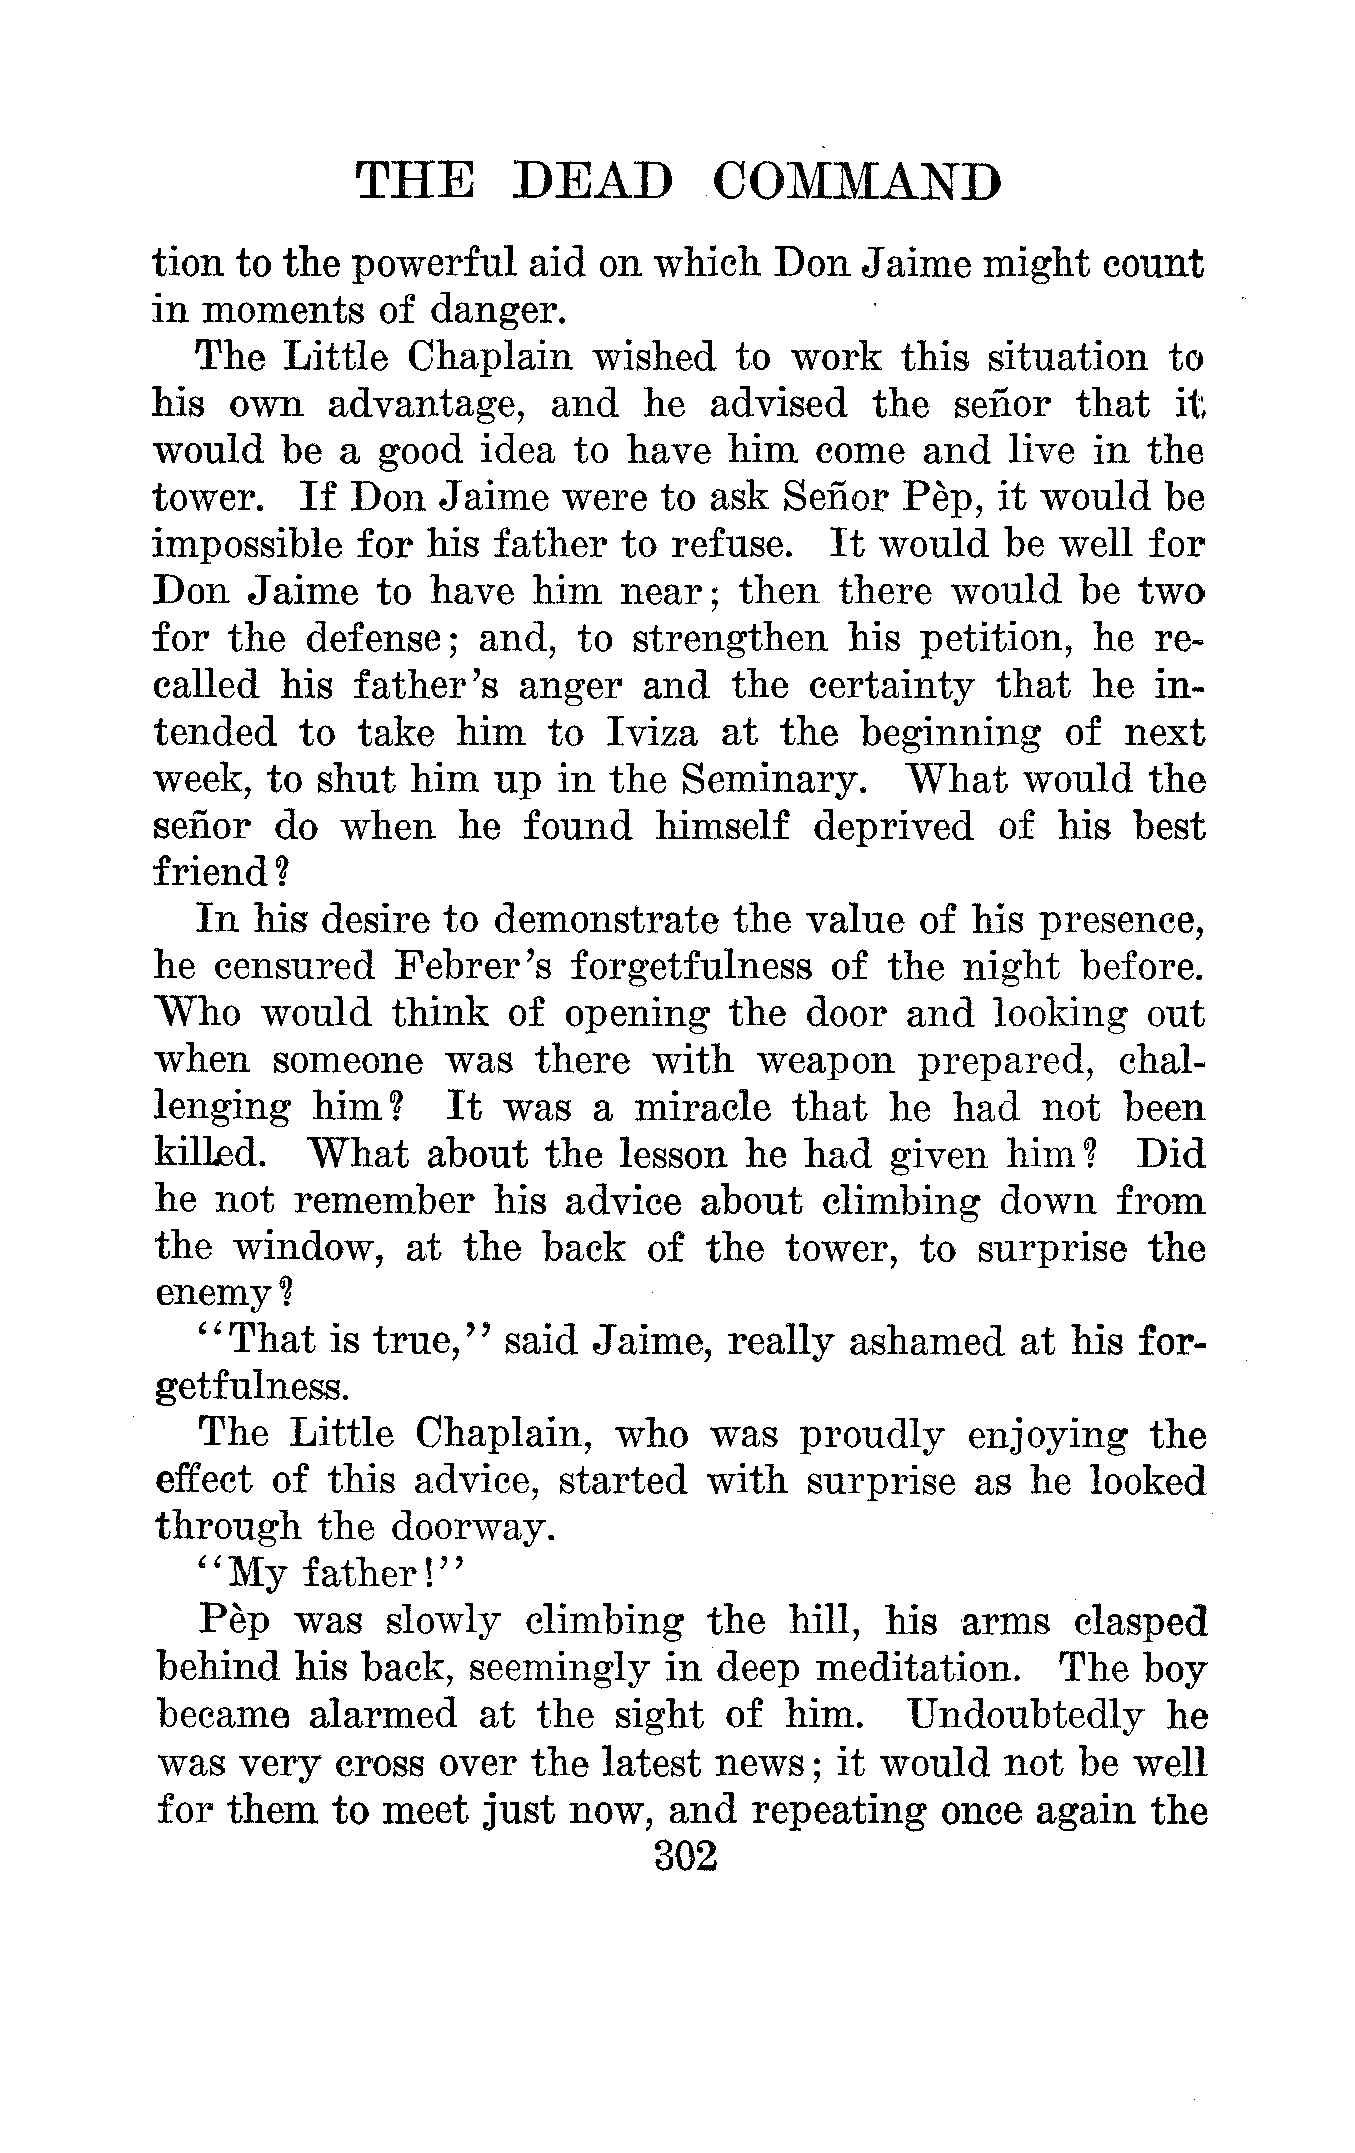 THE DEAD COMMAND
tion to the powerful aid on which Don Jaime might count
in moments of danger.
The Little Chaplain wished to work this situation to
his own advantage, and he advised the señor that it
would be a good idea to have him come and live in the
tower. If Don Jaime were to ask Señor Pèp, it would be
impossible for his father to refuse. It would be well for
Don Jaime to have him near; then there would be two
for the defense; and, to strengthen his petition, he re-
called his father's anger and the certainty that he in-
tended to take him to Iviza at the beginning of next
week, to shut him up in the Seminary. What would the
señor do when he found himself deprived of his best
friend?
In his desire to demonstrate the value of his presence,
he censured Febrer's forgetfulness of the night before.
Who would think of opening the door and looking out
when someone was there with weapon prepared, chal-
lenging him? It was a miracle that he had not been
killed. What about the lesson he had given him? Did
he not remember his advice about climbing down from
the window, at the back of the tower, to surprise the
enemy?
"That is true," said Jaime, really ashamed at his for-
getfulness.
The Little Chaplain, who was proudly enjoying the
effect of this advice, started with surprise as he looked
through the doorway.
"My father!"
Pèp was slowly climbing the hill, his arms clasped
behind his back, seemingly in deep meditation. The boy
became alarmed at the sight of him. Undoubtedly he
was very cross over the latest news; it would not be well
for them to meet just now, and repeating once again the
302